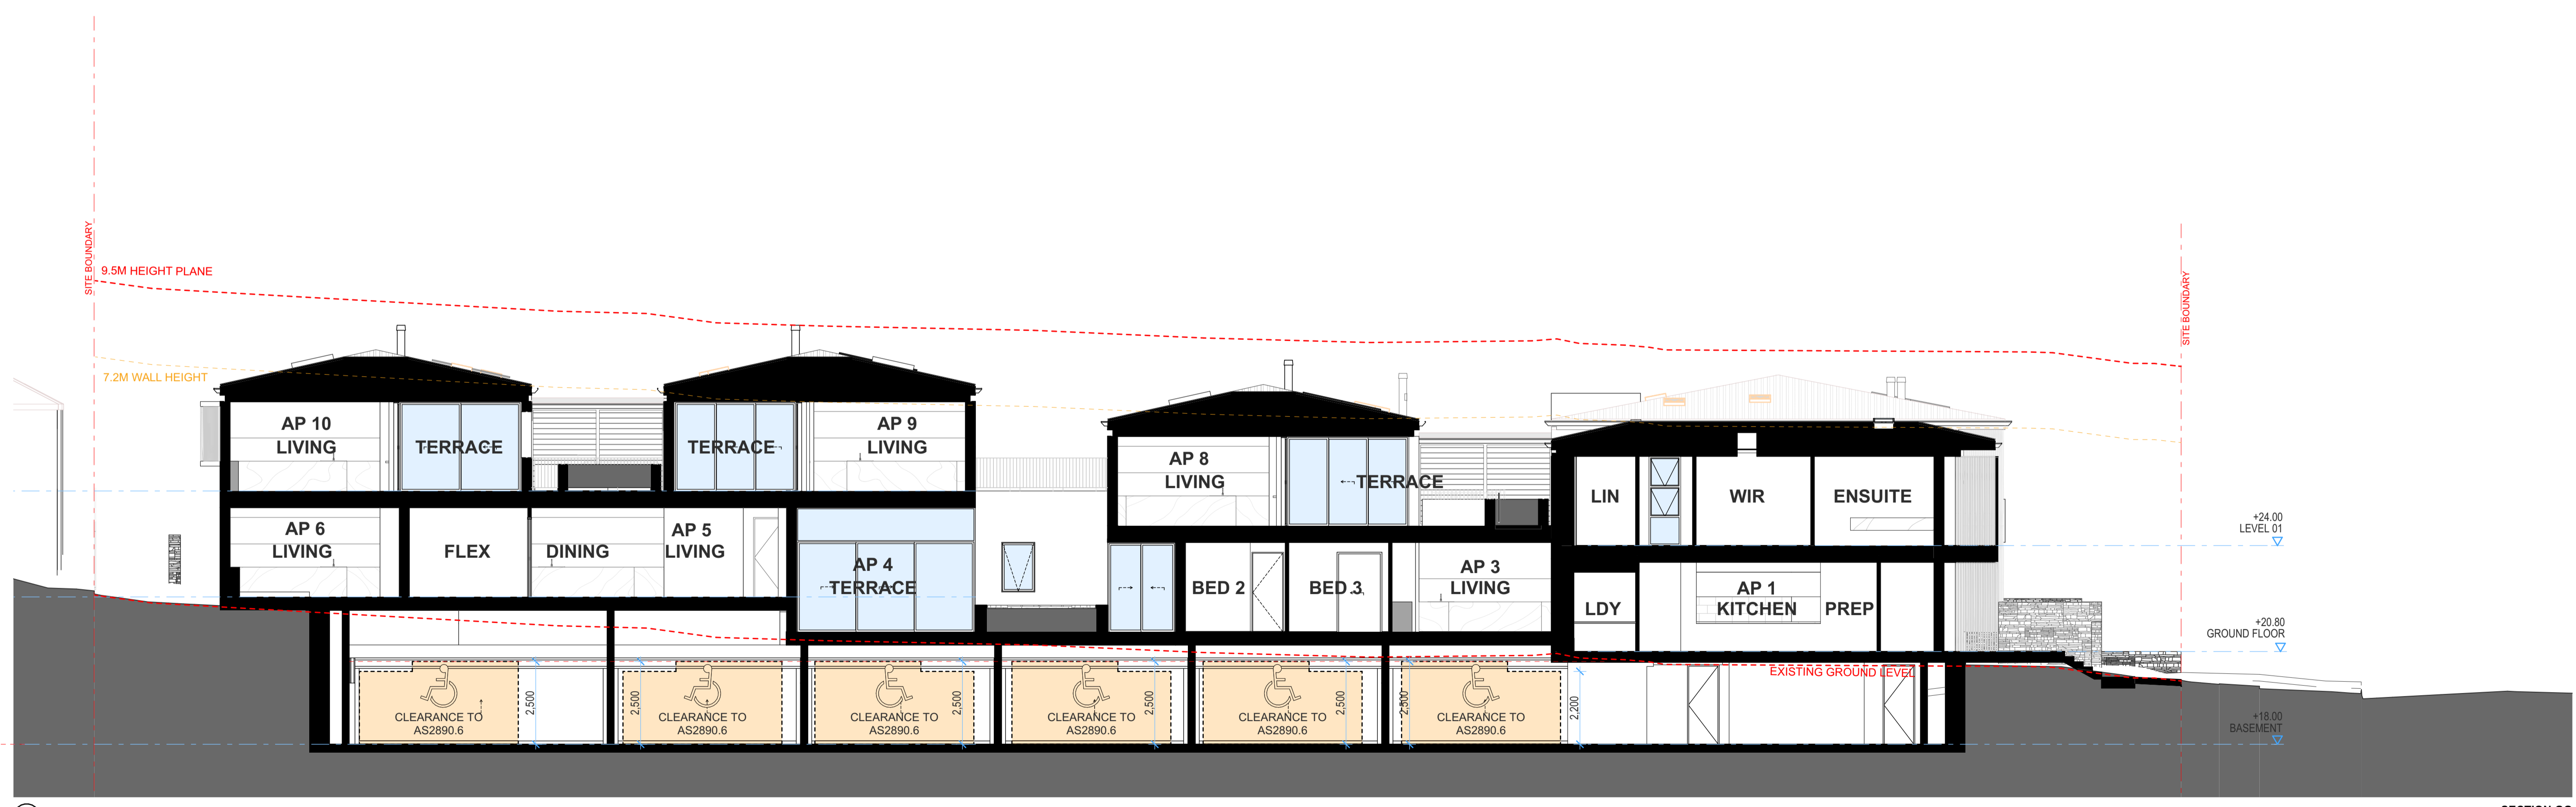 SITE BOUNDARY
9.5M HEIGHT PLANE
7.2M WALL HEIGHT
SITE BOUNDARY
AP 10
LIVING
TERRACE
TERRACE
AP 9
LIVING
AP 8
LIVING
TERRACE
LIN
WIR
ENSUITE
AP 6
LIVING
FLEX
DINING
AP 5
LIVING
AP 4
TERRACE
BED 2
BED 3
AP 3
LIVING
LDY
AP 1
KITCHEN
PREP
+24.00
LEVEL 01
+20.80
GROUND FLOOR
EXISTING GROUND LEVEL
+18.00
BASEMENT
CLEARANCE TO
AS2890.6
2,500
2,500
CLEARANCE TO
AS2890.6
CLEARANCE TO
AS2890.6
2,500
CLEARANCE TO
AS2890.6
2,500
CLEARANCE TO
AS2890.6
2,500
2,500
CLEARANCE TO
AS2890.6
2,200